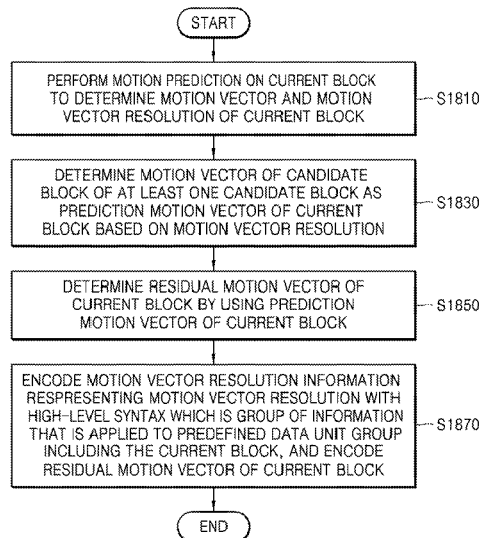 START
PERFORM MOTION PREDICTION ON CURRENT BLOCK
TO DETERMINE MOTION VECTOR AND MOTION
VECTOR RESOLUTION OF CURRENT BLOCK
S1810
DETERMINE MOTION VECTOR OF CANDIDATE
BLOCK OF AT LEAST ONE CANDIDATE BLOCK AS
PREDICTION MOTION VECTOR OF CURRENT
BLOCK BASED ON MOTION VECTOR RESOLUTION
S1830
DETERMINE RESIDUAL MOTION VECTOR OF
CURRENT BLOCK BY USING PREDICTION
MOTION VECTOR OF CURRENT BLOCK
S1850
ENCODE MOTION VECTOR RESOLUTION INFORMATION
RESPRESENTING MOTION VECTOR RESOLUTION WITH
HIGH-LEVEL SYNTAX WHICH IS GROUP OF INFORMATION
THAT IS APPLIED TO PREDEFINED DATA UNIT GROUP
INCLUDING THE CURRENT BLOCK, AND ENCODE
RESIDUAL MOTION VECTOR OF CURRENT BLOCK
S1870
END